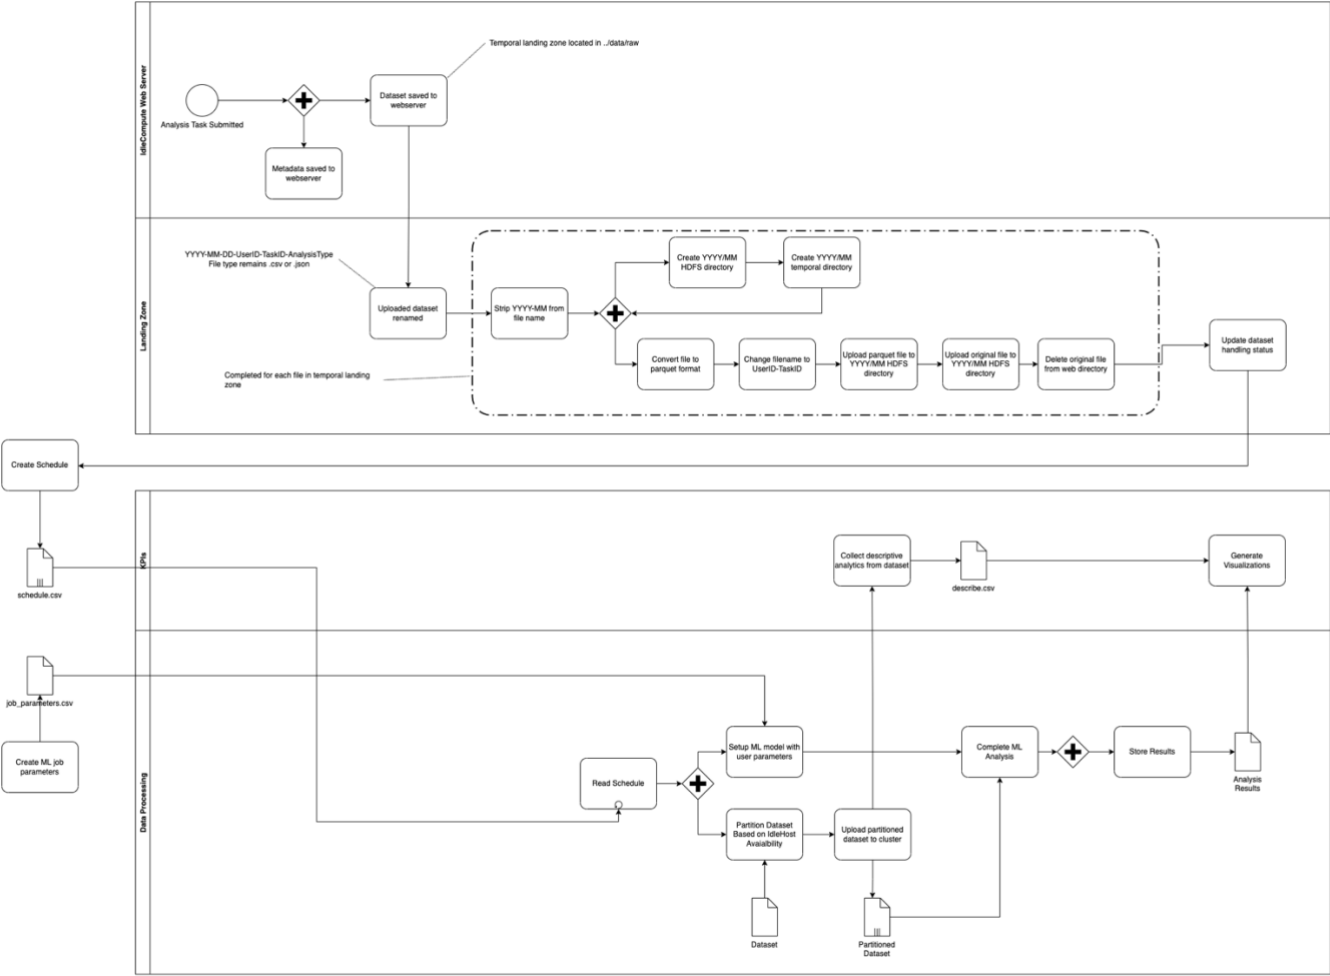 IdleCompute Web Server
Temporal landing zone located in ../data/raw
Analysis Task Submitted
Dataset saved to
webserver
Metadata saved to
webserver
Landing Zone
YYYY-MM-DD-UserID-TaskID-AnalysisType
File type remains .csv or .json
Uploaded dataset
renamed
Completed for each file in temporal landing
zone
Strip YYYY-MM from
file name
Create YYYY/MM
HDFS directory
Create YYYY/MM
temporal directory
Convert file to
parquet format
Change filename to
UserID-TaskID
Upload parquet file to
YYYY/MM HDFS
directory
Upload original file to
YYYY/MM HDFS
directory
Delete original file
from web directory
Update dataset
handling status
Create Schedule
schedule.csv
job_parameters.csv
Create ML job
parameters
KPIs
Collect descriptive
analytics from dataset
describe.csv
Generate
Visualizations
Data Processing
Read Schedule
Setup ML model with
user parameters
Partition Dataset
Based on IdleHost
Avaialbility
Dataset
Upload partitioned
dataset to cluster
Partitioned
Dataset
Complete ML
Analysis
Store Results
Analysis
Results